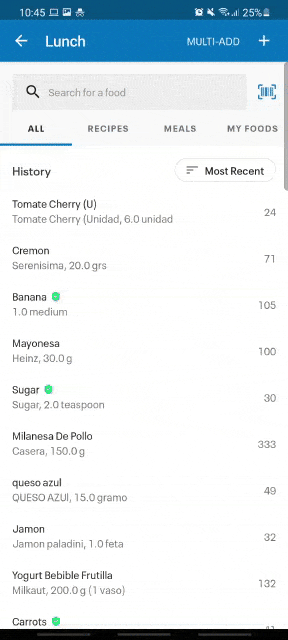 10:45 25%
Lunch MULTI-ADD
Search for a food
ALL RECIPES MEALS MY FOODS
History Most Recent
Tomate Cherry (U)
Tomate Cherry (Unidad, 6.0 unidad 24
Cremon
Serenisima, 20.0 grs 71
Banana
1.0 medium 105
Mayonesa
Heinz, 30.0 g 100
Sugar
Sugar, 2.0 teaspoon 30
Milanesa De Pollo
Casera, 150.0 g 333
queso azul
QUESO AZUl, 15.0 gramo 49
Jamon
Jamon paladini, 1.0 feta 32
Yogurt Bebible Frutilla
Milkaut, 200.0 g (1 vaso) 132
Carrots